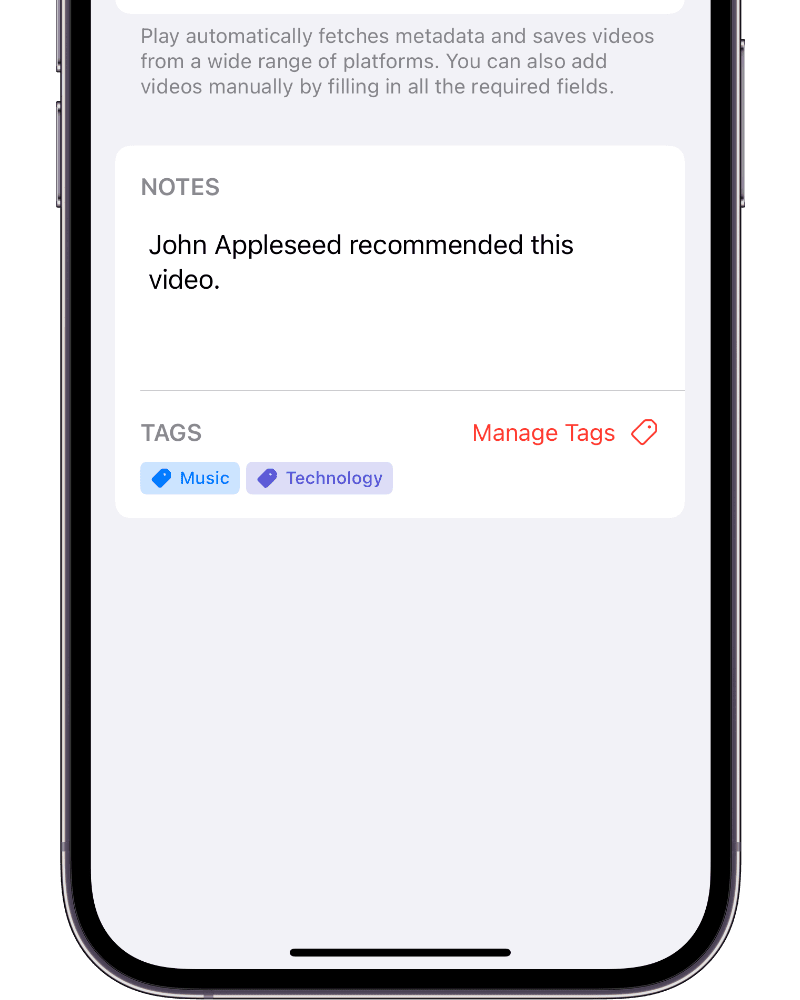 Play automatically fetches metadata and saves videos
from a wide range of platforms. You can also add
videos manually by filling in all the required fields.
NOTES
John Appleseed recommended this
video.
TAGS
Manage Tags
Music
Technology